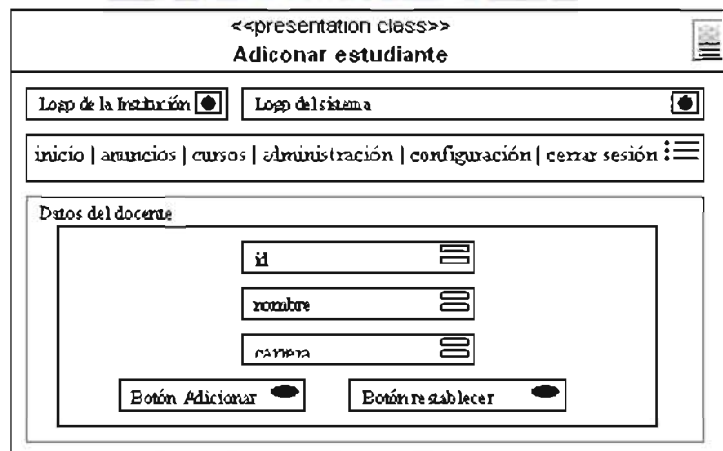 <<presentation class>>
Adiconar estudiante
Logo de la Institución
Logo del sistema
inicio | anuncios | cursos | administración | configuración | cerrar sesión
Datos del docente
id
nombre
carrera
Botón Adicionar
Botón restablecer